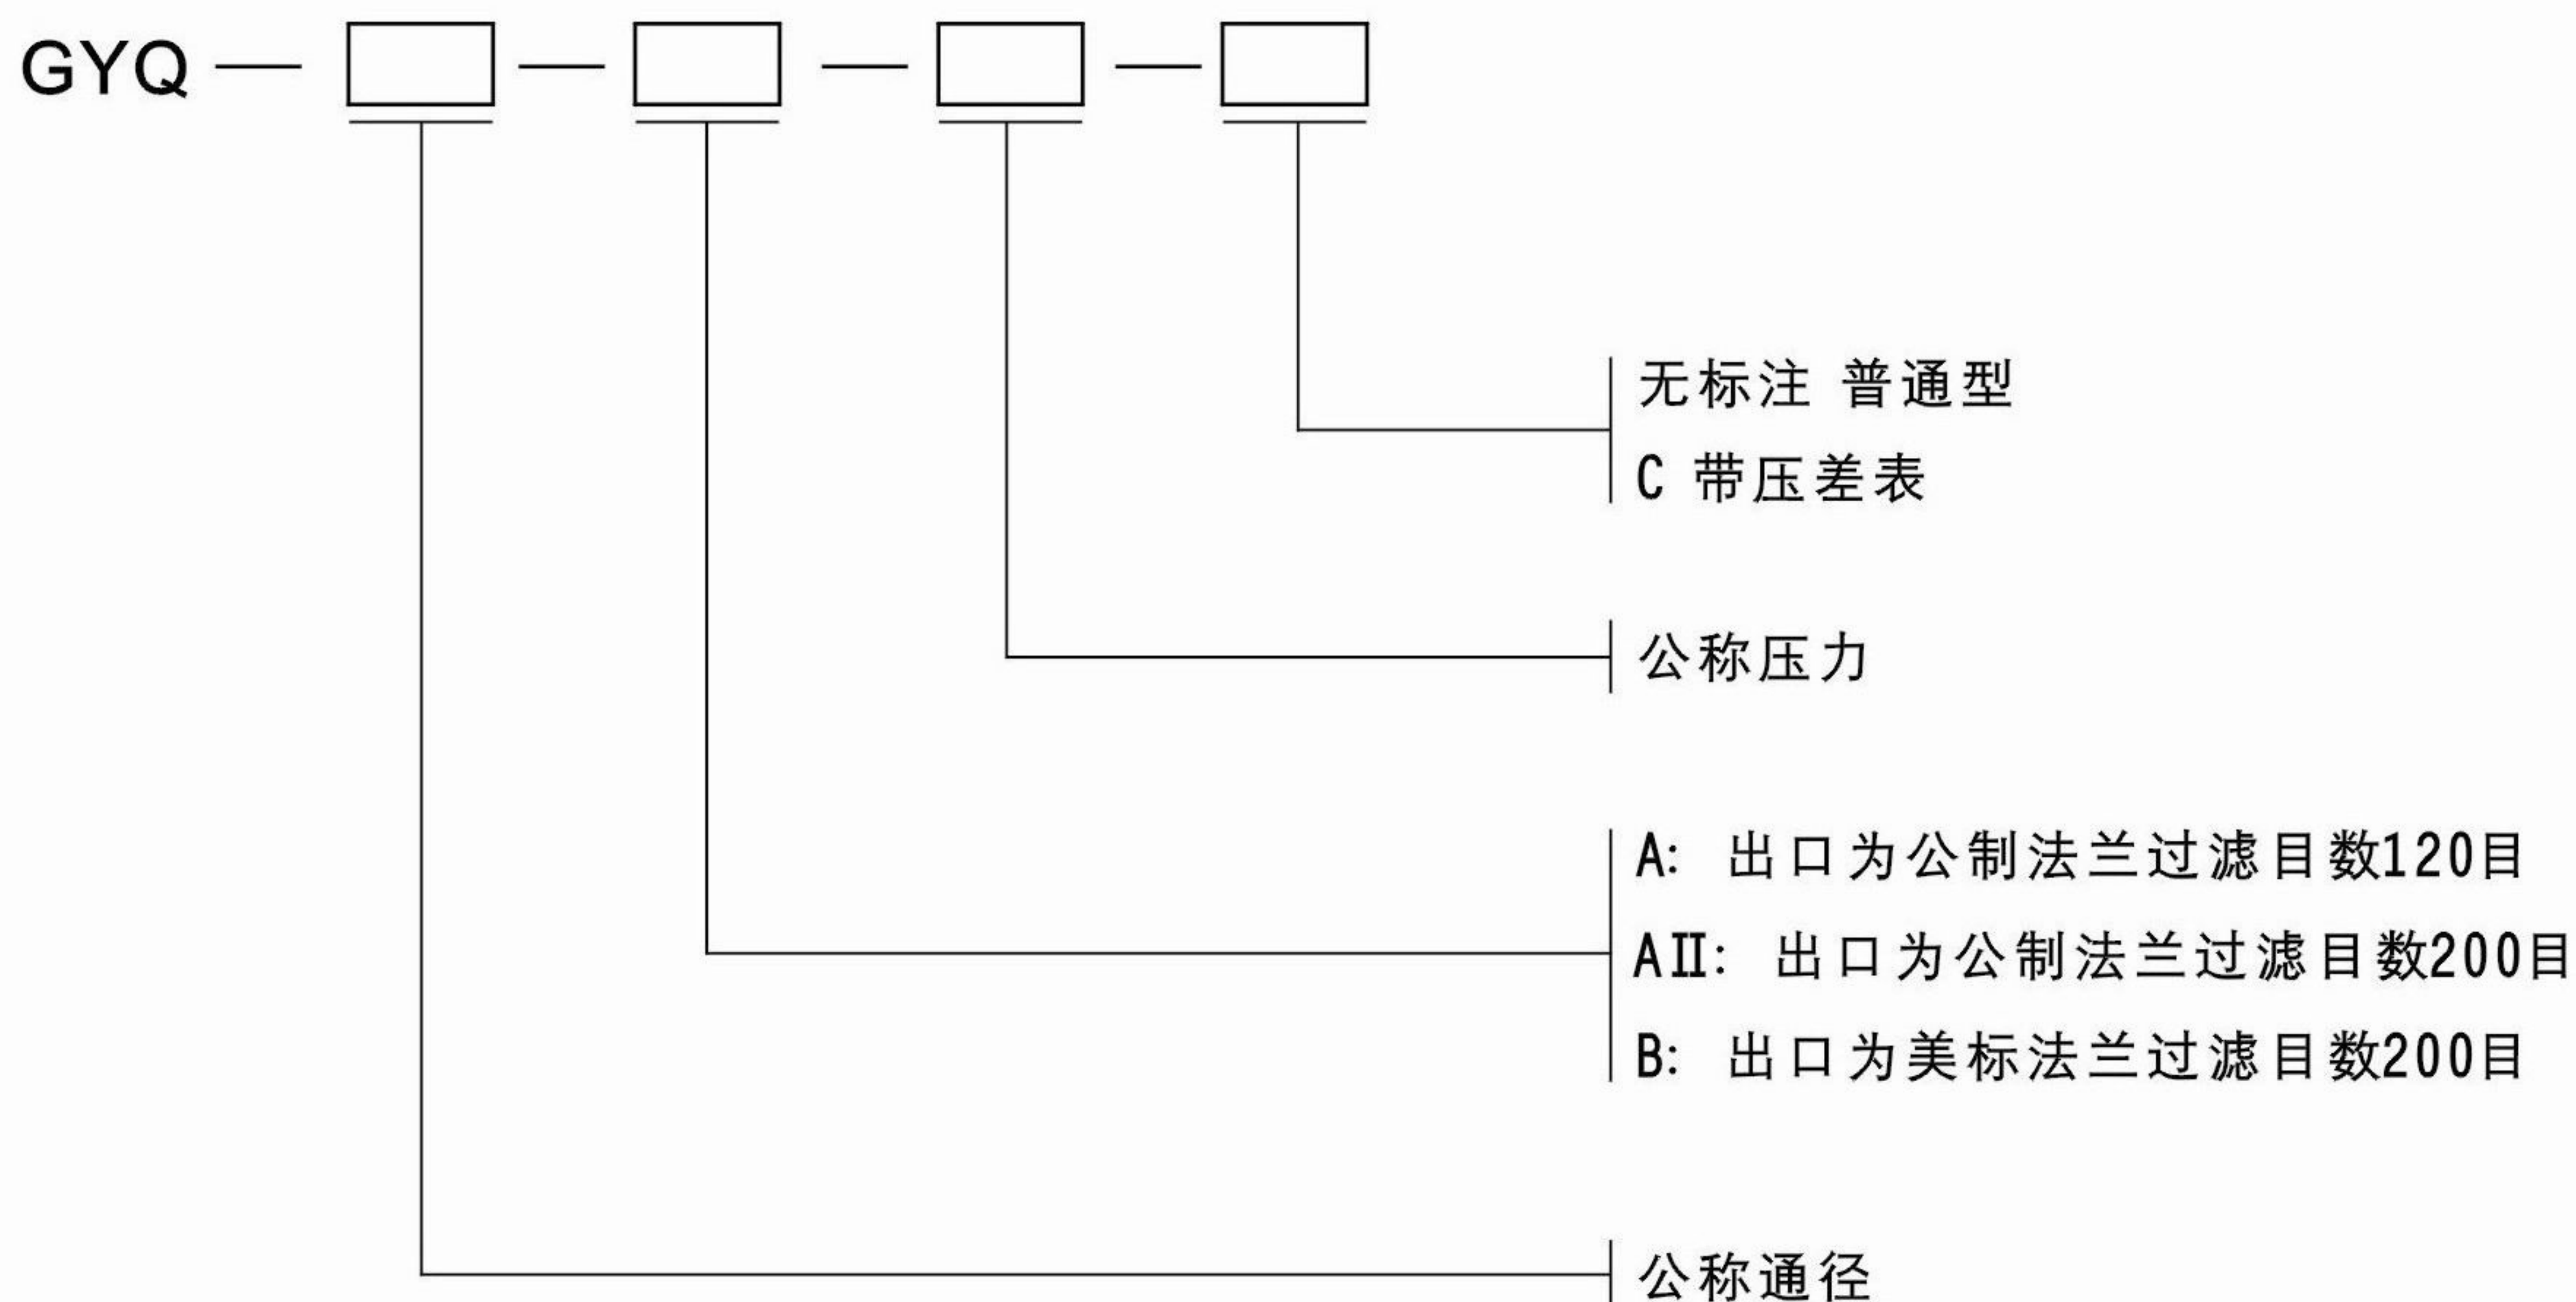 GYQ — □ — □ — □ — □
无标注 普通型
C 带压差表
公称压力
A: 出口为公制法兰过滤目数120目
AII: 出口为公制法兰过滤目数200目
B: 出口为美标法兰过滤目数200目
公称通径